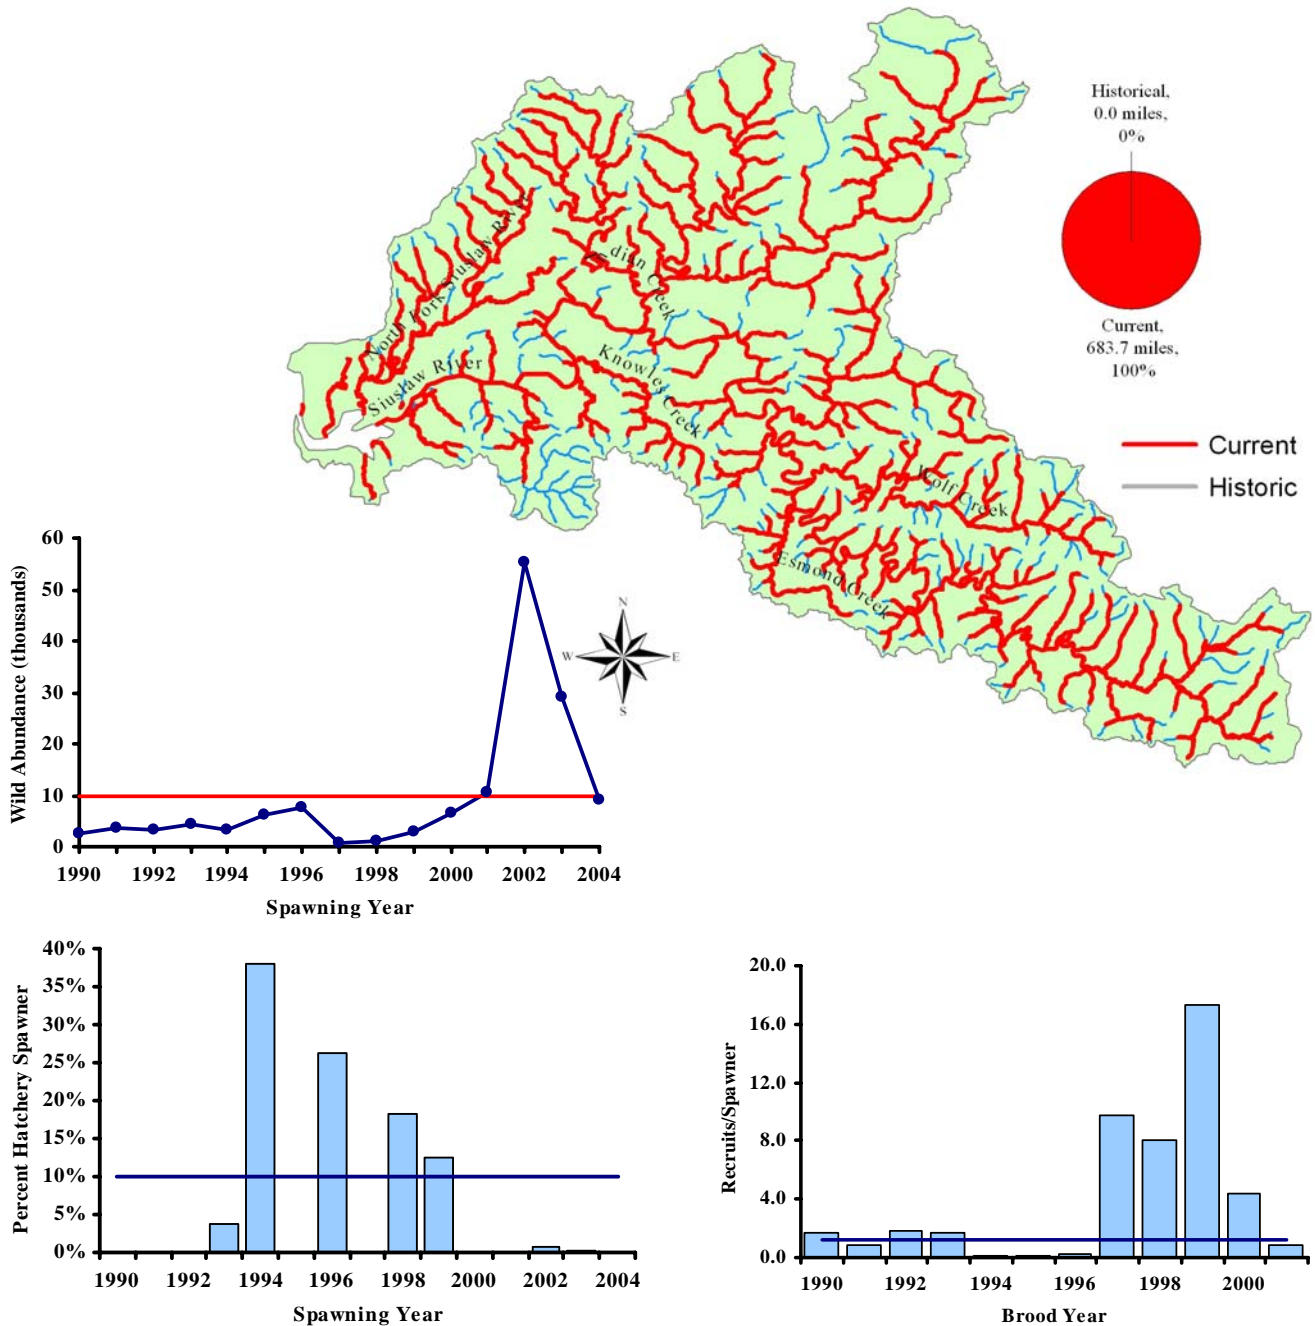 Historical,
0.0 miles,
0%
Current,
683.7 miles,
100%
Current
Historic
North Fork Siuslaw River
Siuslaw River
dian Creek
Knowles Creek
Wolf Creek
Esmond Creek
N
W
E
S
Wild Abundance (thousands)
60
50
40
30
20
10
0
1990 1992 1994 1996 1998 2000 2002 2004
Spawning Year
Percent Hatchery Spawner
40%
35%
30%
25%
20%
15%
10%
5%
0%
1990 1992 1994 1996 1998 2000 2002 2004
Spawning Year
Recruits/Spawner
20.0
16.0
12.0
8.0
4.0
0.0
1990 1992 1994 1996 1998 2000
Brood Year